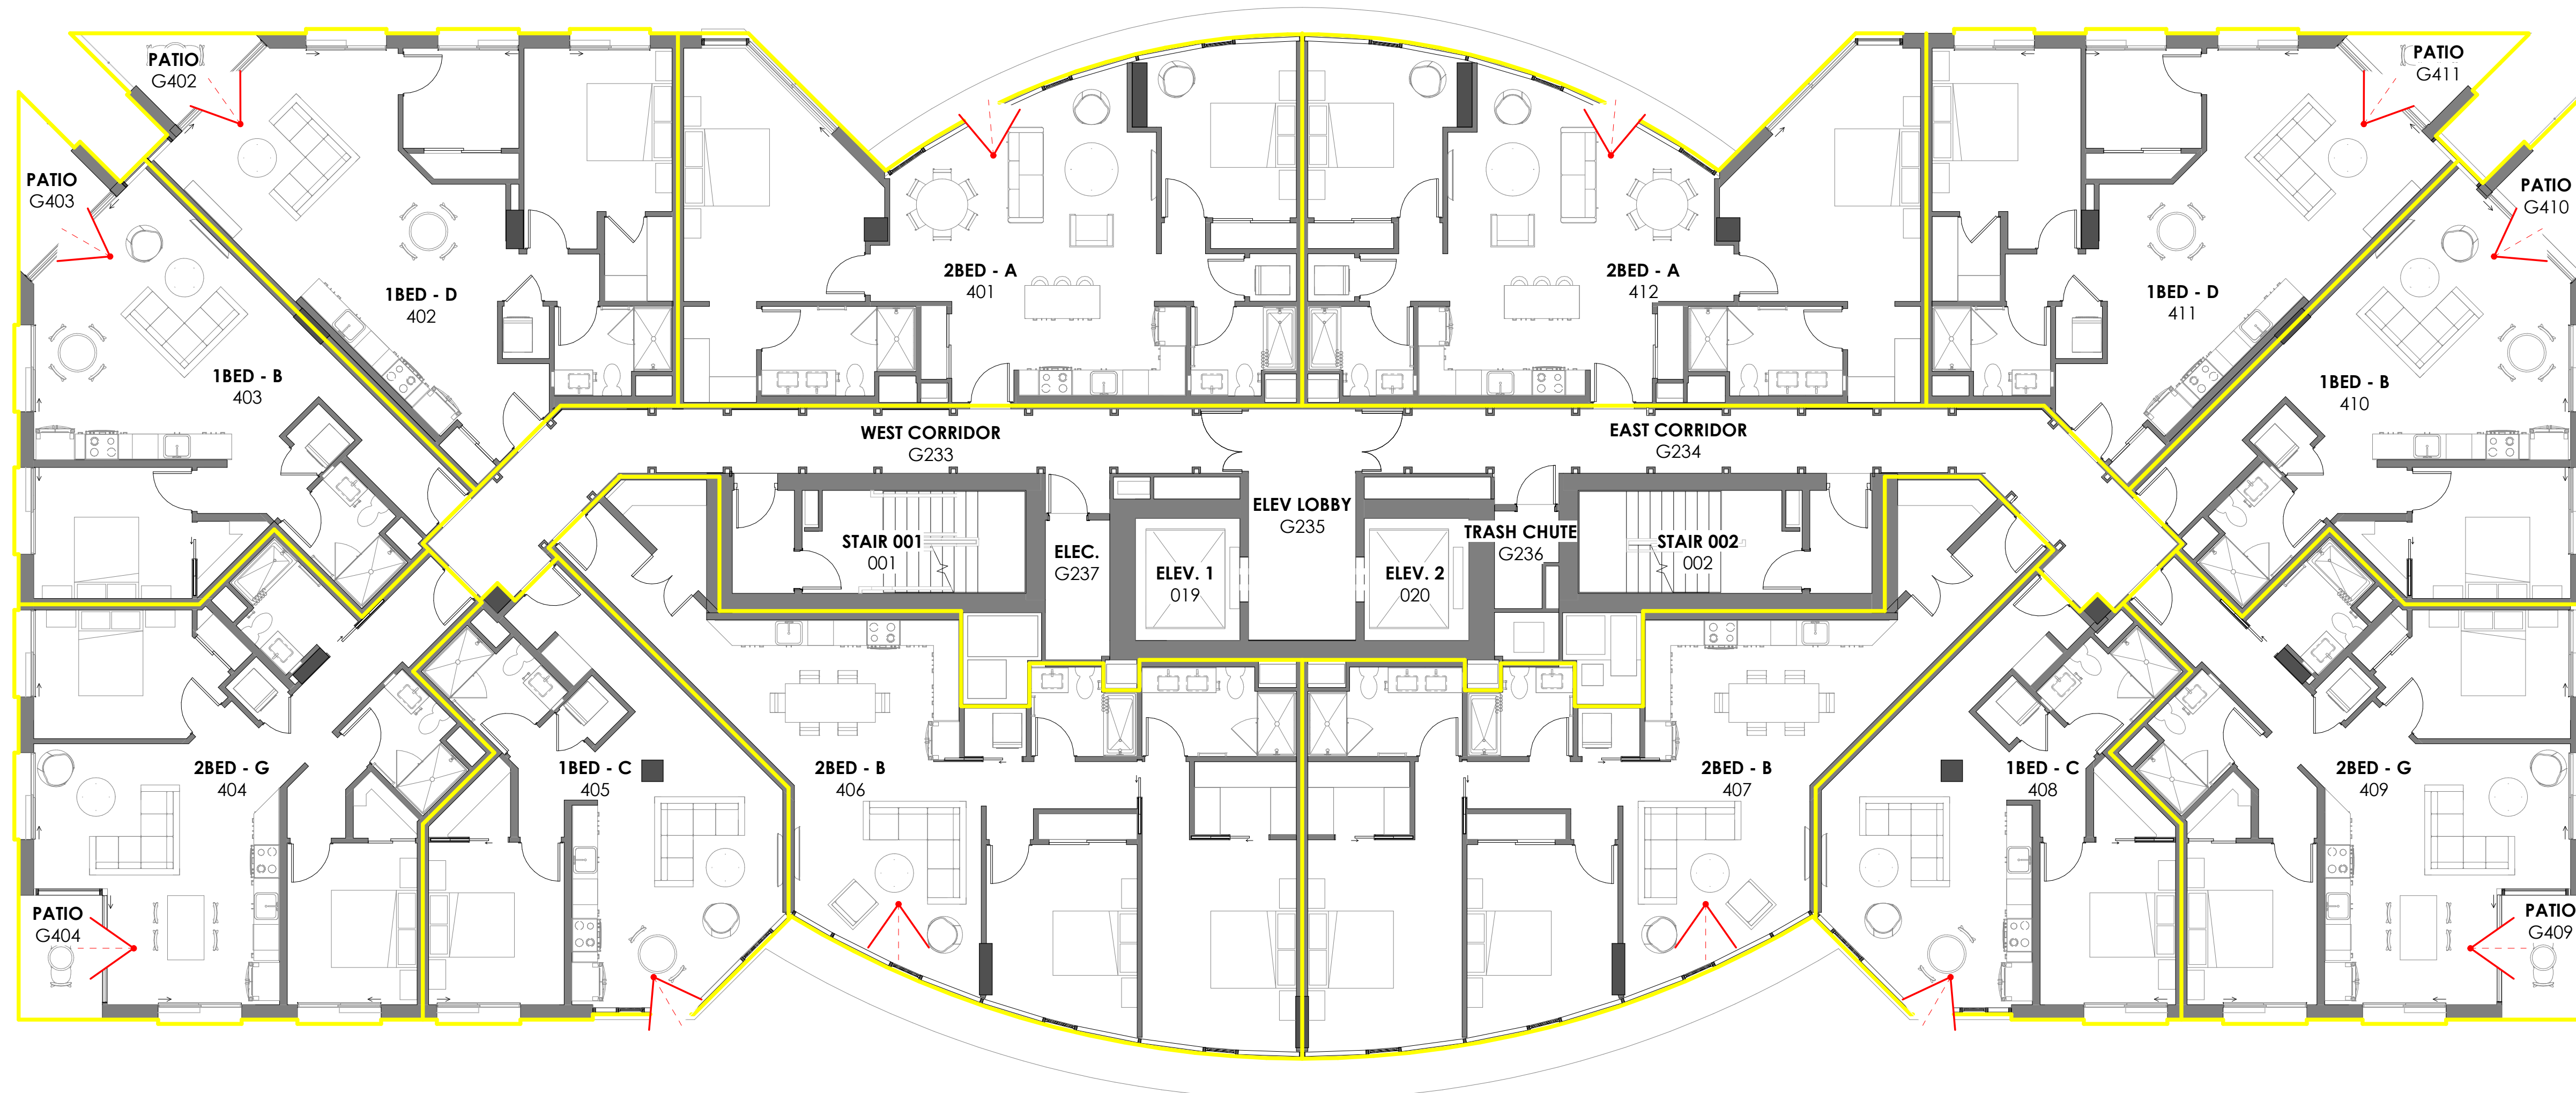 PATIO
G402
PATIO
G411
PATIO
G403
PATIO
G410
2BED - A
401
2BED - A
412
1BED - D
402
1BED - D
411
1BED - B
403
1BED - B
410
WEST CORRIDOR
G233
EAST CORRIDOR
G234
ELEV LOBBY
G235
STAIR 001
001
ELEC.
G237
ELEV. 1
019
ELEV. 2
020
TRASH CHUTE
G236
STAIR 002
002
2BED - G
404
1BED - C
405
2BED - B
406
2BED - B
407
1BED - C
408
2BED - G
409
PATIO
G404
PATIO
G409